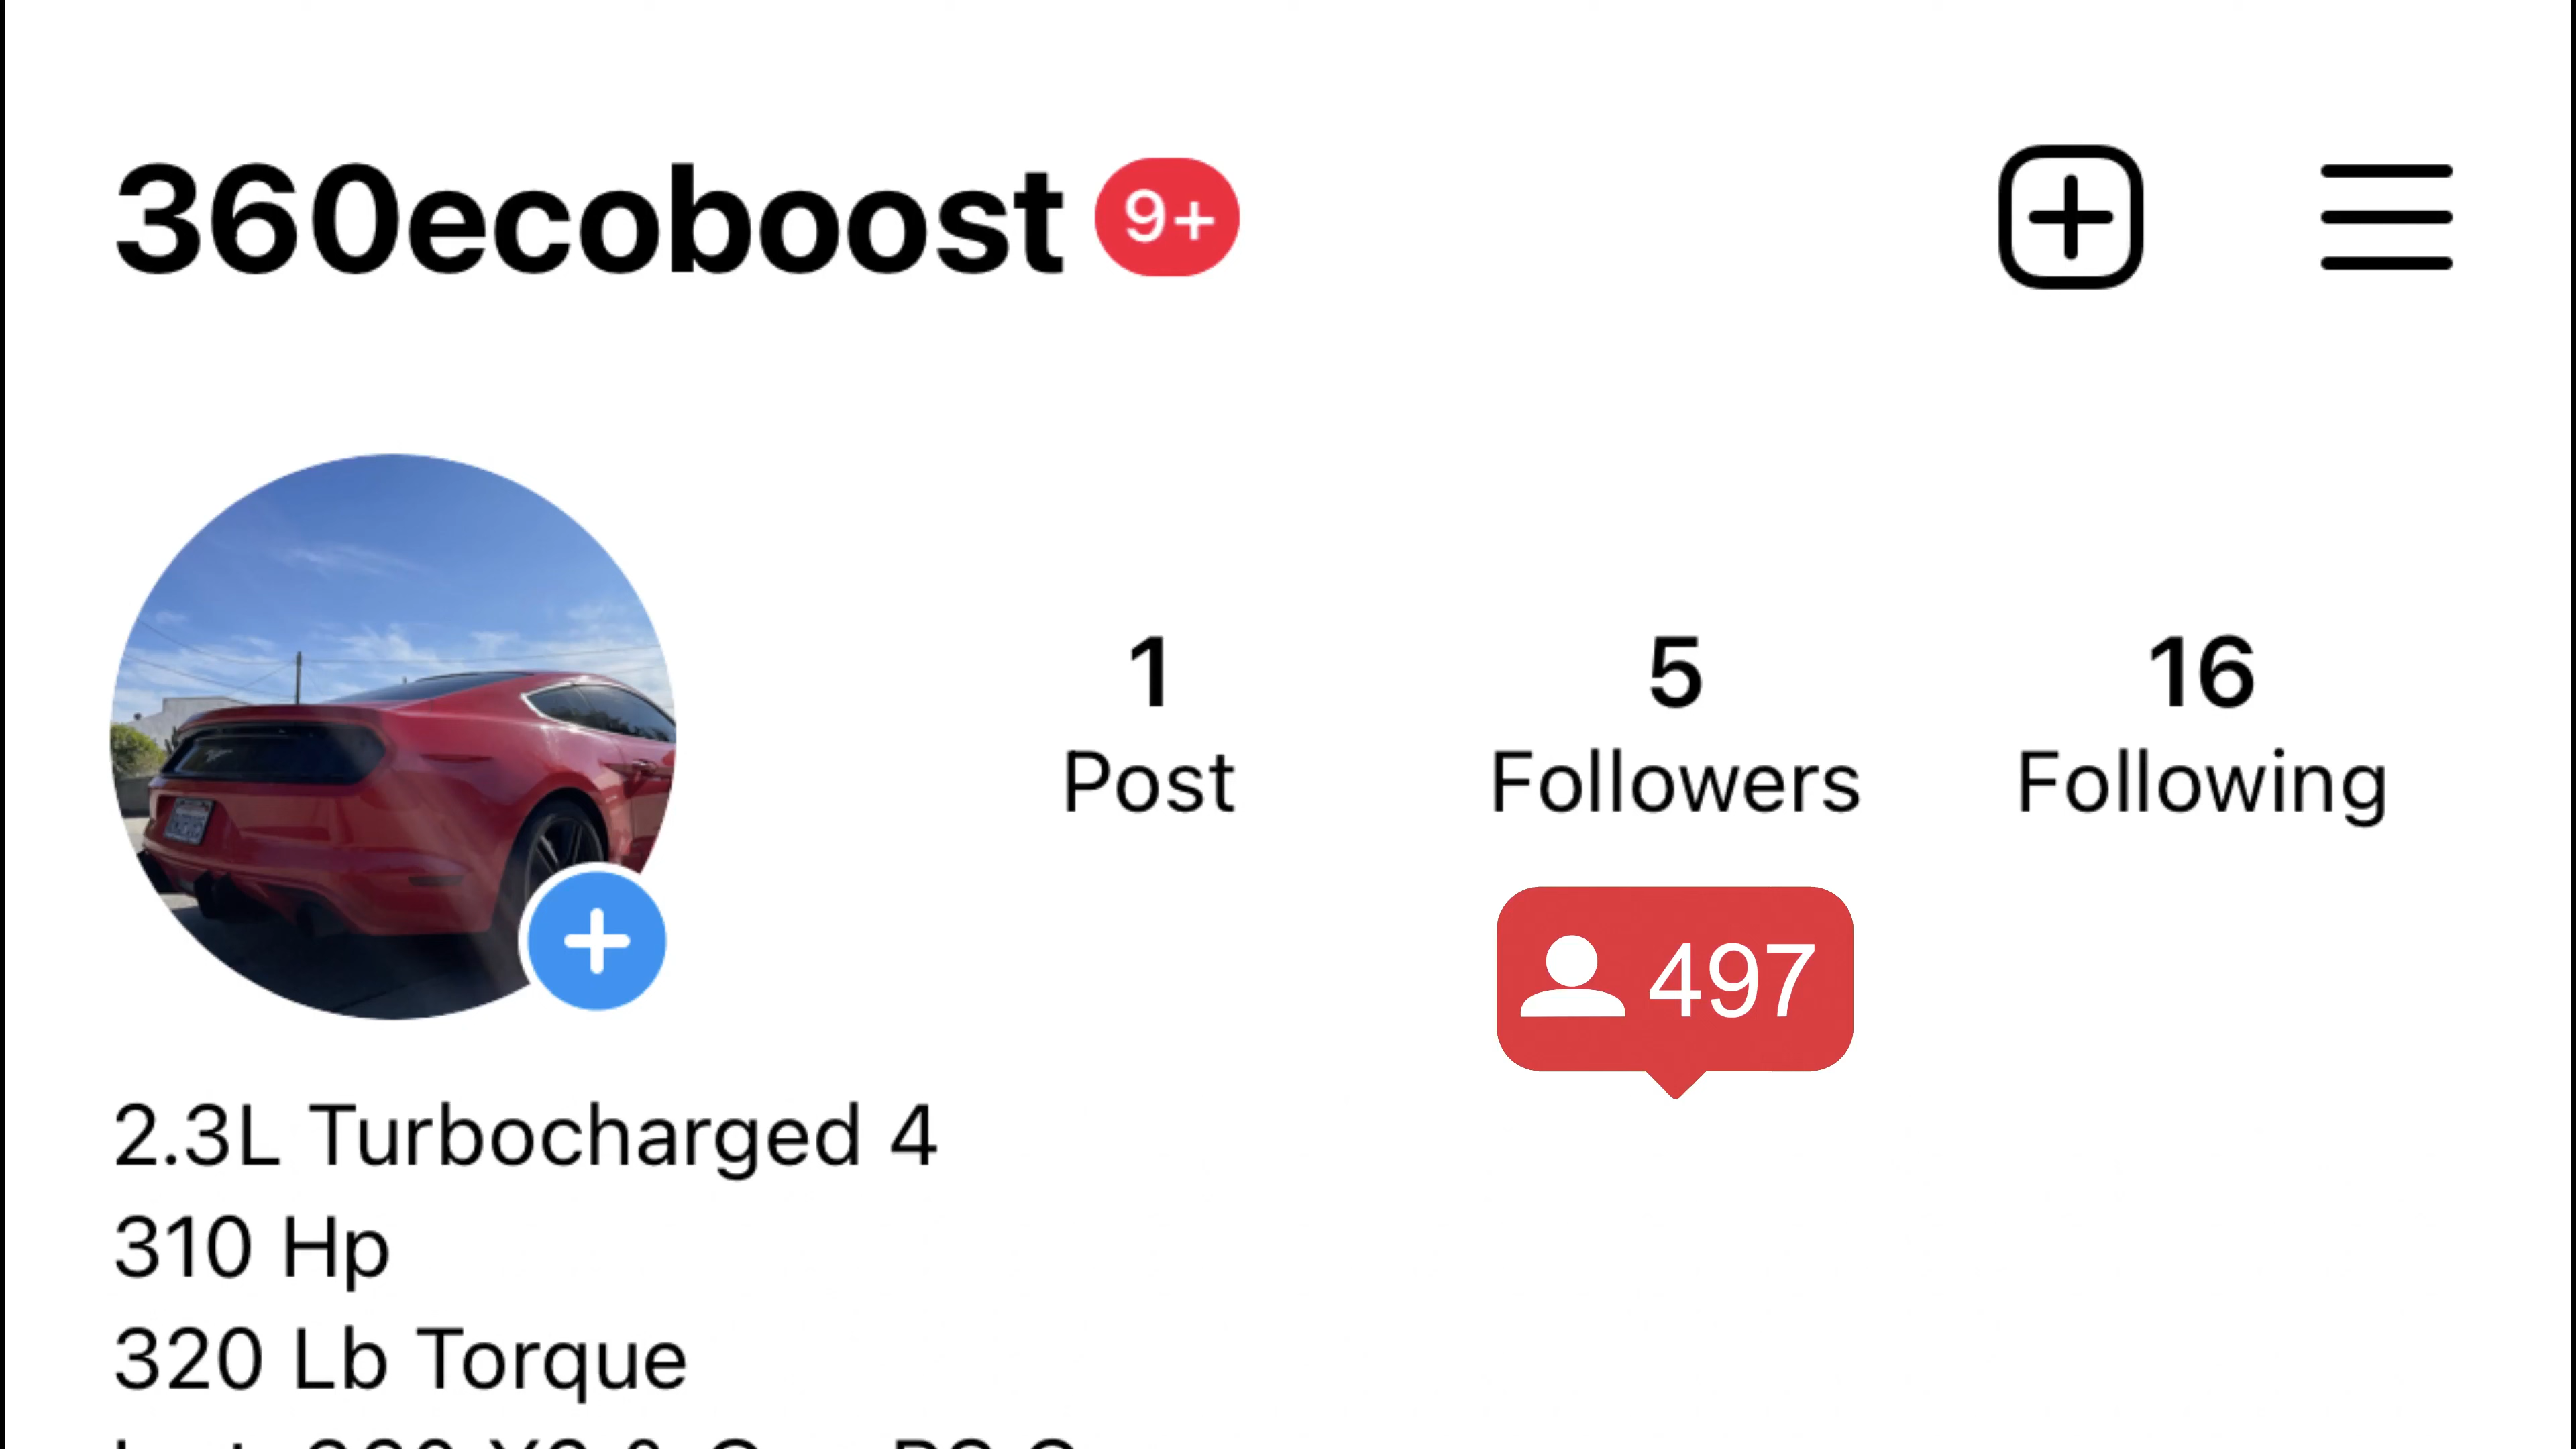 360ecoboost 9+
1 5 16
Post Followers Following
497
2.3L Turbocharged 4
310 Hp
320 Lb Torque